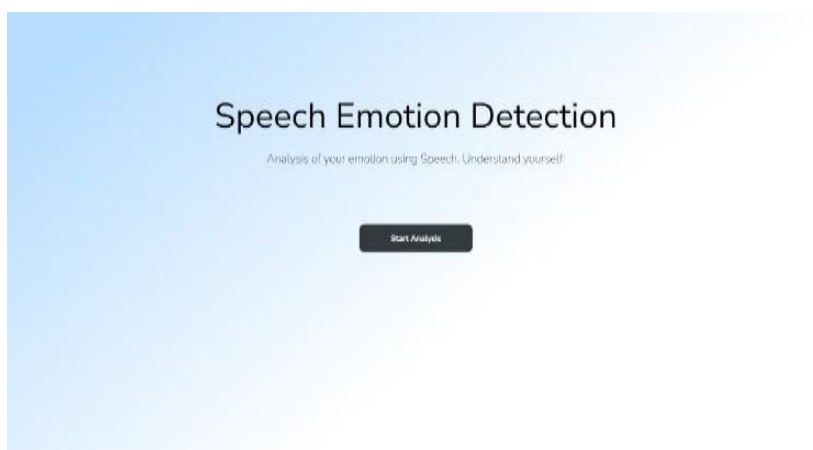 Speech Emotion Detection
Analysis of your emotion using Speech. Understand yourself!
Start Analysis